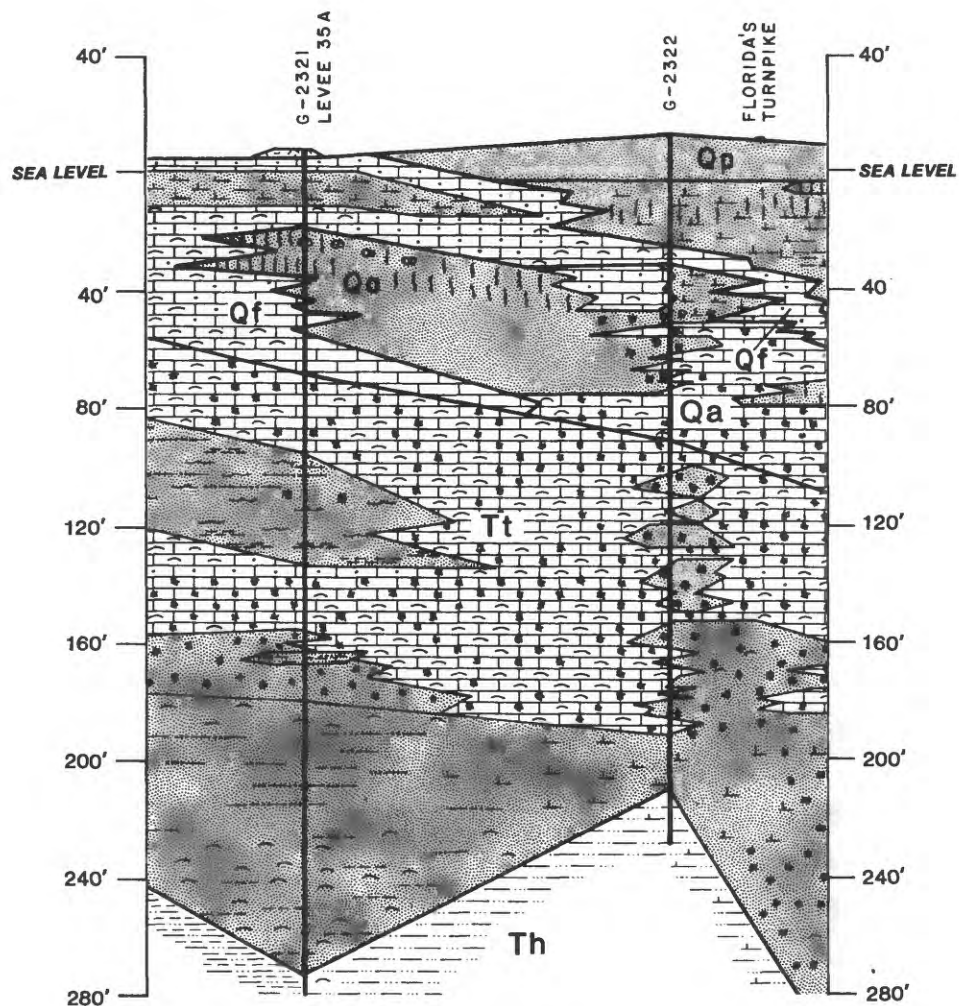 G-2321
LEVEE 35A
G-2322
FLORIDA'S
TURNPIKE
40'
40'
Qp
SEA LEVEL
SEA LEVEL
Qa
40'
40'
Qf
Qf
80'
Qa
80'
120'
Tt
120'
160'
160'
200'
200'
240'
240'
Th
280'
280'